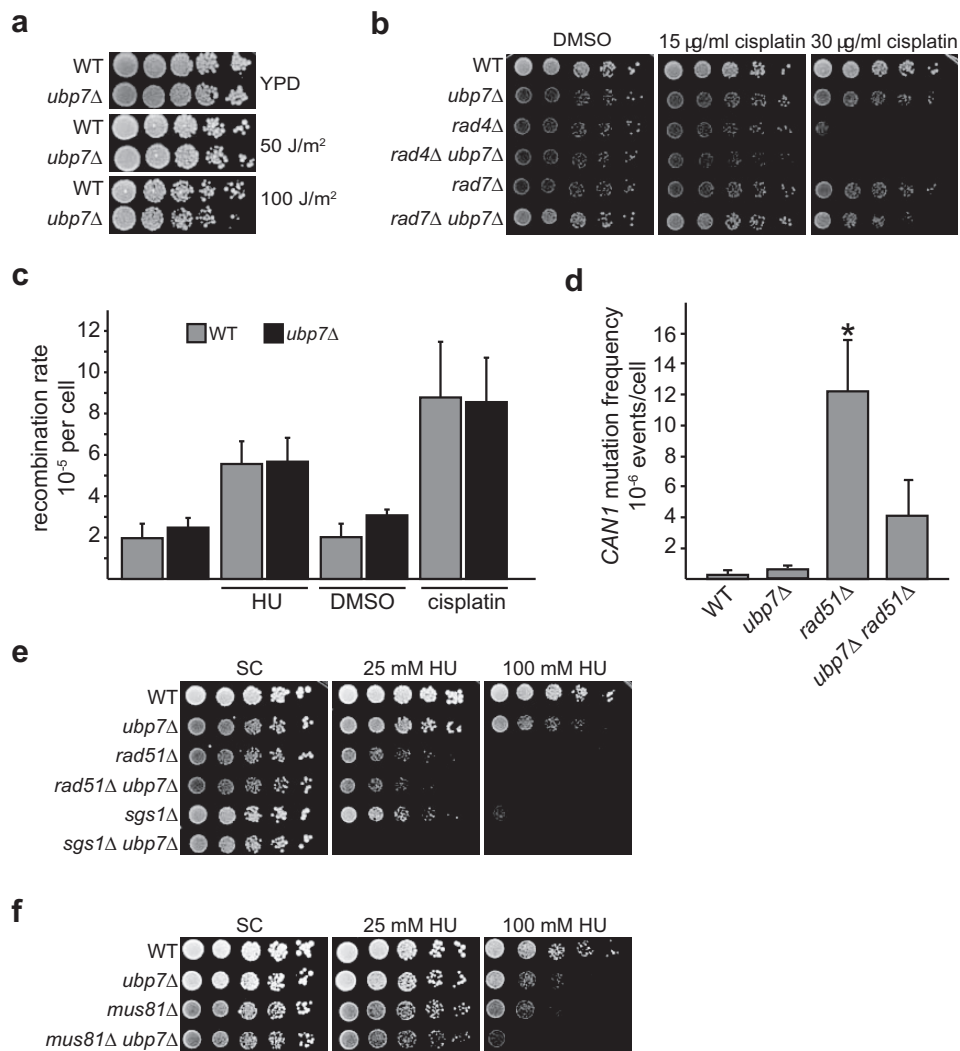 a
WT
ubp7Δ
YPD
WT
ubp7Δ
50 J/m²
WT
ubp7Δ
100 J/m²
b
DMSO
15 µg/ml cisplatin
30 µg/ml cisplatin
WT
ubp7Δ
rad4Δ
rad4Δ ubp7Δ
rad7Δ
rad7Δ ubp7Δ
c
recombination rate
10⁻⁵ per cell
12
10
8
6
4
2
WT
ubp7Δ
HU
DMSO
cisplatin
d
CAN1 mutation frequency
10⁻⁶ events/cell
16
14
12
10
8
6
4
2
*
WT
ubp7Δ
rad51Δ
ubp7Δ rad51Δ
e
SC
25 mM HU
100 mM HU
WT
ubp7Δ
rad51Δ
rad51Δ ubp7Δ
sgs1Δ
sgs1Δ ubp7Δ
f
SC
25 mM HU
100 mM HU
WT
ubp7Δ
mus81Δ
mus81Δ ubp7Δ